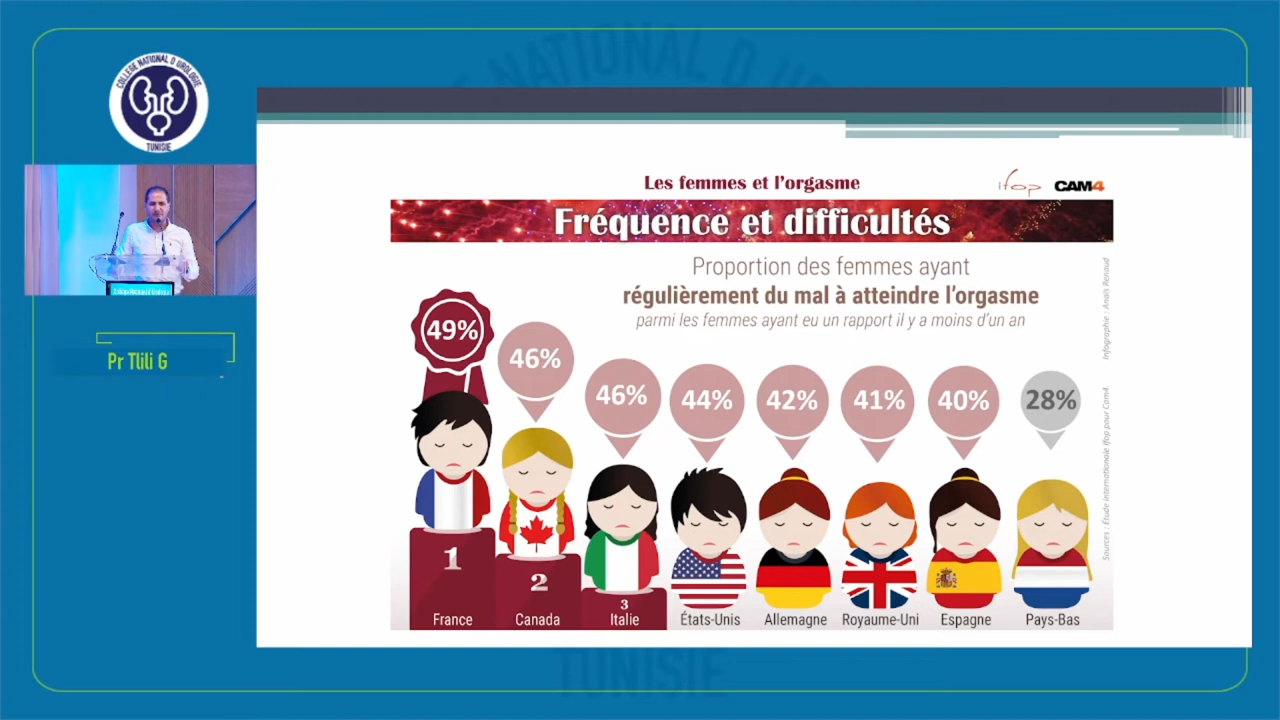 COLLÈGE NATIONAL D'UROLOGIE
TUNISIE
NATIONAL D
Pr Tlili G
Les femmes et l'orgasme
ifop
CAM4
Fréquence et difficultés
Proportion des femmes ayant
régulièrement du mal à atteindre l'orgasme
parmi les femmes ayant eu un rapport il y a moins d'un an
Infographie : Anaïs Renaud
Sources : Étude internationale Ifop pour Cam4.
49%
46%
46%
44%
42%
41%
40%
28%
1
2
3
France
Canada
Italie
États-Unis
Allemagne
Royaume-Uni
Espagne
Pays-Bas
TUNISIE